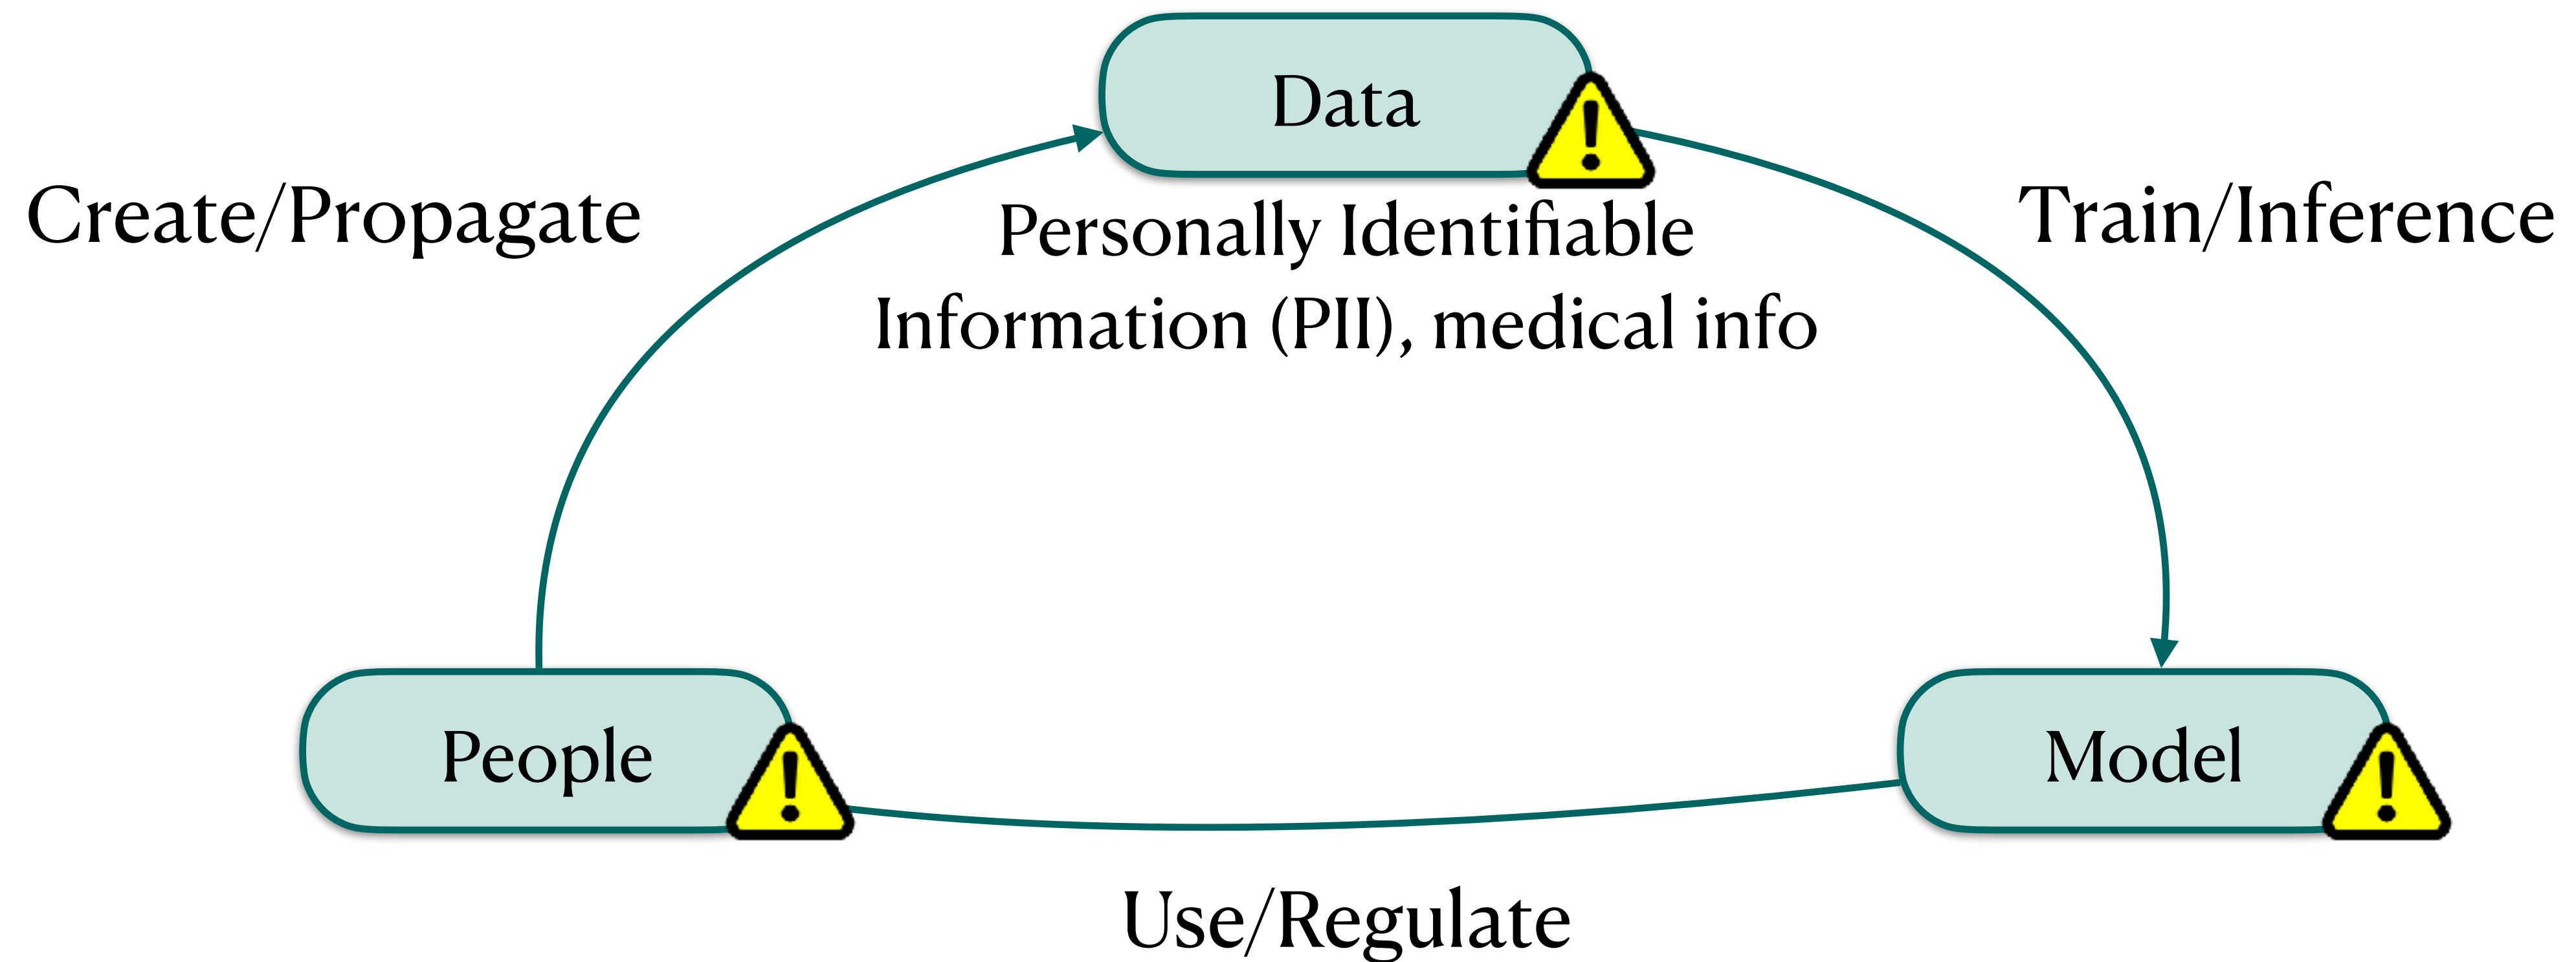 Data
Create/Propagate
Train/Inference
Personally Identifiable
Information (PII), medical info
People
Model
Use/Regulate